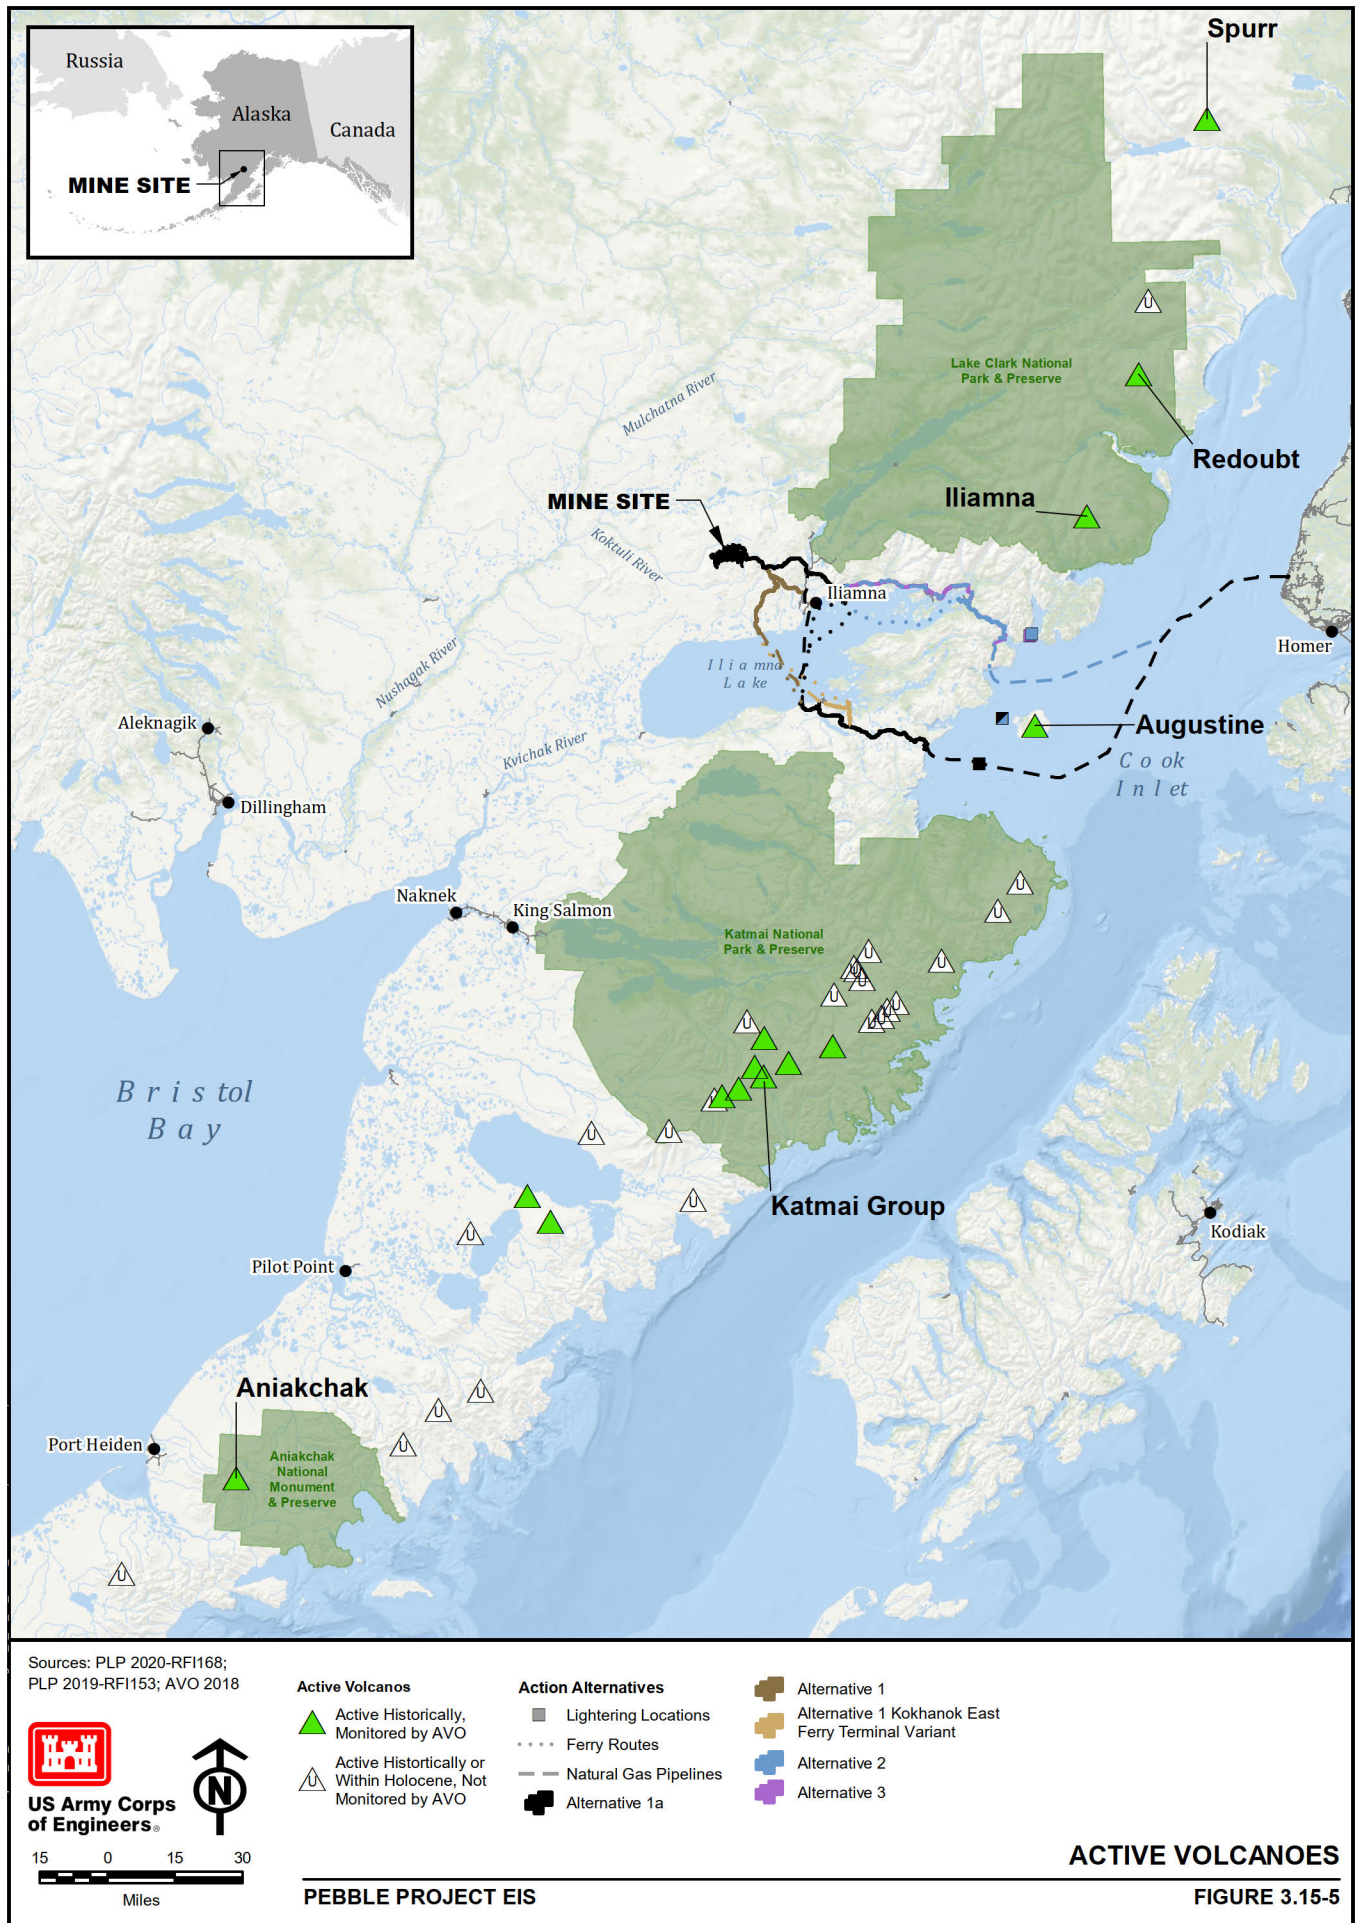 Spurr
Russia
Alaska
Canada
MINE SITE
U
Lake Clark National
Park & Preserve
Mulchatna River
Redoubt
Iliamna
MINE SITE
Koktuli River
Iliamna
Homer
Iliamna
Lake
Nushagak River
Aleknagik
Augustine
Kvichak River
Cook
Inlet
Dillingham
U
Naknek
King Salmon
U
Katmai National
Park & Preserve
U
U
U
U
U
U
U
U
U
U
U
Bristol
Bay
U
U
U
U
Katmai Group
U
Kodiak
Pilot Point
Aniakchak
U
U
Port Heiden
U
Aniakchak
National
Monument
& Preserve
U
Sources: PLP 2020-RFI168;
PLP 2019-RFI153; AVO 2018
US Army Corps
of Engineers®
N
15 0 15 30
Miles
Active Volcanos
Active Historically,
Monitored by AVO
U
Active Histortically or
Within Holocene, Not
Monitored by AVO
Action Alternatives
Lightering Locations
Ferry Routes
Natural Gas Pipelines
Alternative 1a
Alternative 1
Alternative 1 Kokhanok East
Ferry Terminal Variant
Alternative 2
Alternative 3
ACTIVE VOLCANOES
PEBBLE PROJECT EIS
FIGURE 3.15-5